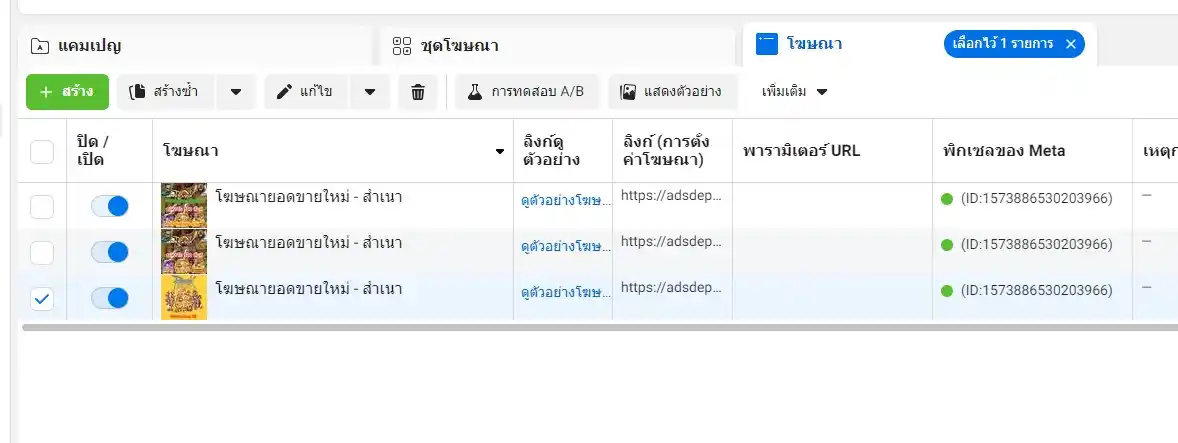 แคมเปญ
ชุดโฆษณา
โฆษณา
เลือกไว้ 1 รายการ ×
+ สร้าง
สร้างซ้ำ
แก้ไข
การทดสอบ A/B
แสดงตัวอย่าง
เพิ่มเติม
ปิด /
เปิด
โฆษณา
ลิงก์ดู
ตัวอย่าง
ลิงก์ (การตั้ง
ค่าโฆษณา)
พารามิเตอร์ URL
พิกเซลของ Meta
เหตุก
โฆษณายอดขายใหม่ - สำเนา
ดูตัวอย่างโฆษ...
https://adsdep...
(ID:1573886530203966)
—
โฆษณายอดขายใหม่ - สำเนา
ดูตัวอย่างโฆษ...
https://adsdep...
(ID:1573886530203966)
—
โฆษณายอดขายใหม่ - สำเนา
ดูตัวอย่างโฆษ...
https://adsdep...
(ID:1573886530203966)
—